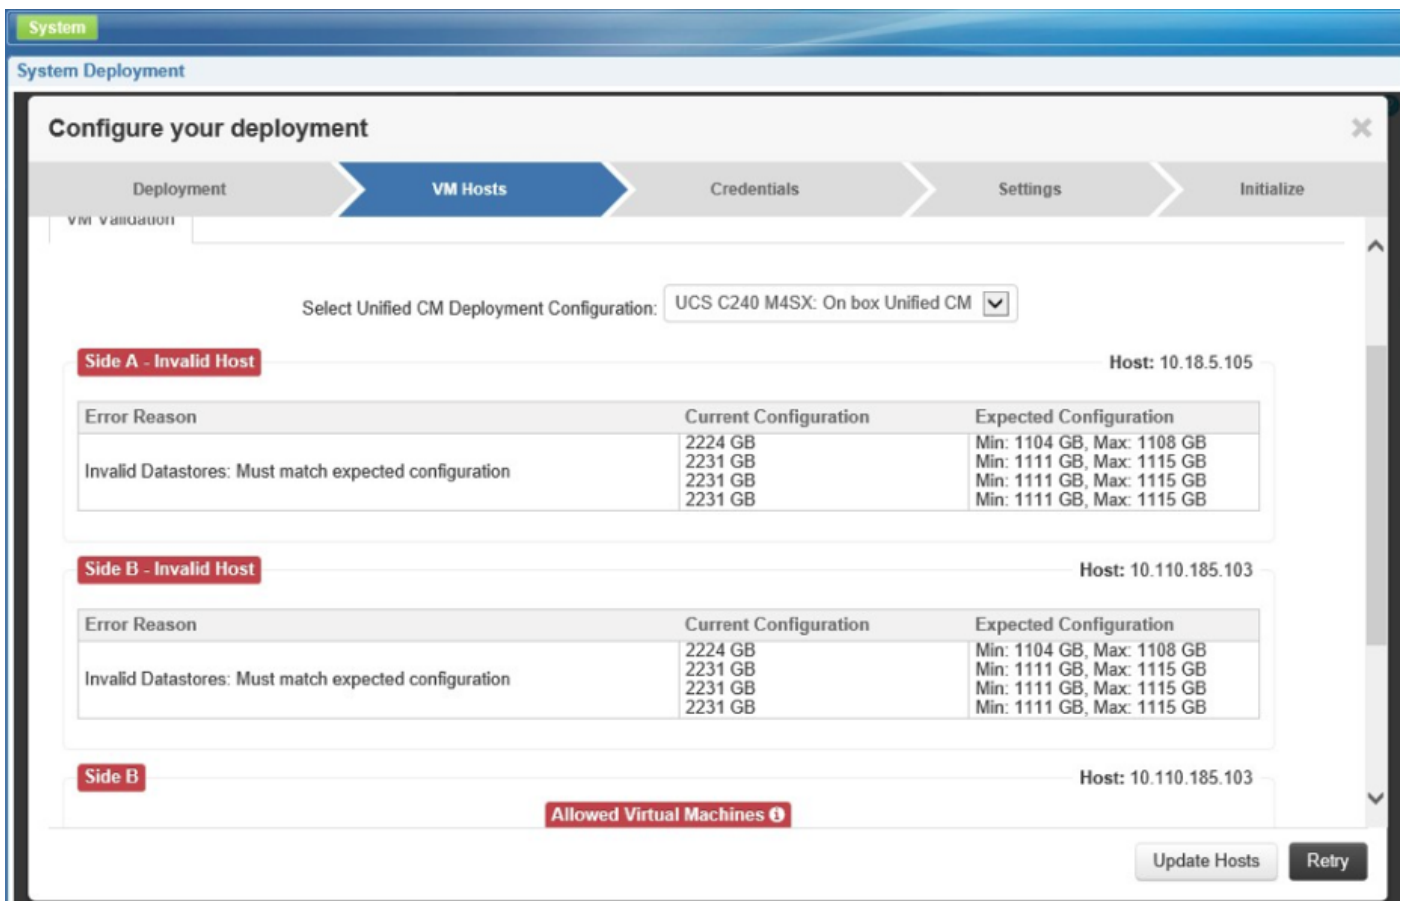 System
System Deployment
Configure your deployment
Deployment VM Hosts Credentials Settings Initialize
VM Validation
Select Unified CM Deployment Configuration: UCS C240 M4SX: On box Unified CM
Side A - Invalid Host Host: 10.18.5.105
Error Reason Current Configuration Expected Configuration
2224 GB Min: 1104 GB, Max: 1108 GB
2231 GB Min: 1111 GB, Max: 1115 GB
Invalid Datastores: Must match expected configuration
2231 GB Min: 1111 GB, Max: 1115 GB
2231 GB Min: 1111 GB, Max: 1115 GB
Side B - Invalid Host Host: 10.110.185.103
Error Reason Current Configuration Expected Configuration
2224 GB Min: 1104 GB, Max: 1108 GB
2231 GB Min: 1111 GB, Max: 1115 GB
Invalid Datastores: Must match expected configuration
2231 GB Min: 1111 GB, Max: 1115 GB
2231 GB Min: 1111 GB, Max: 1115 GB
Side B Host: 10.110.185.103
Allowed Virtual Machines
Update Hosts Retry